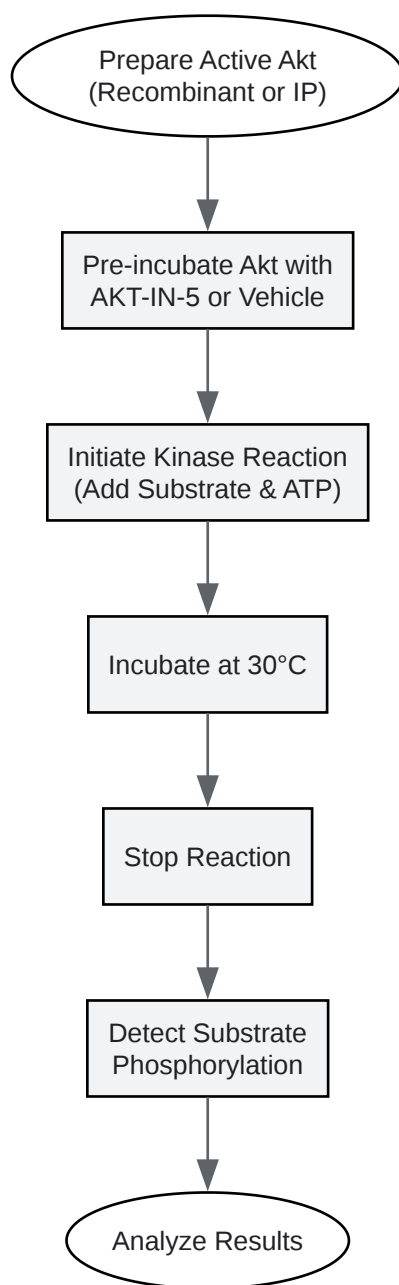 Prepare Active Akt
(Recombinant or IP)
Pre-incubate Akt with
AKT-IN-5 or Vehicle
Initiate Kinase Reaction
(Add Substrate & ATP)
Incubate at 30°C
Stop Reaction
Detect Substrate
Phosphorylation
Analyze Results